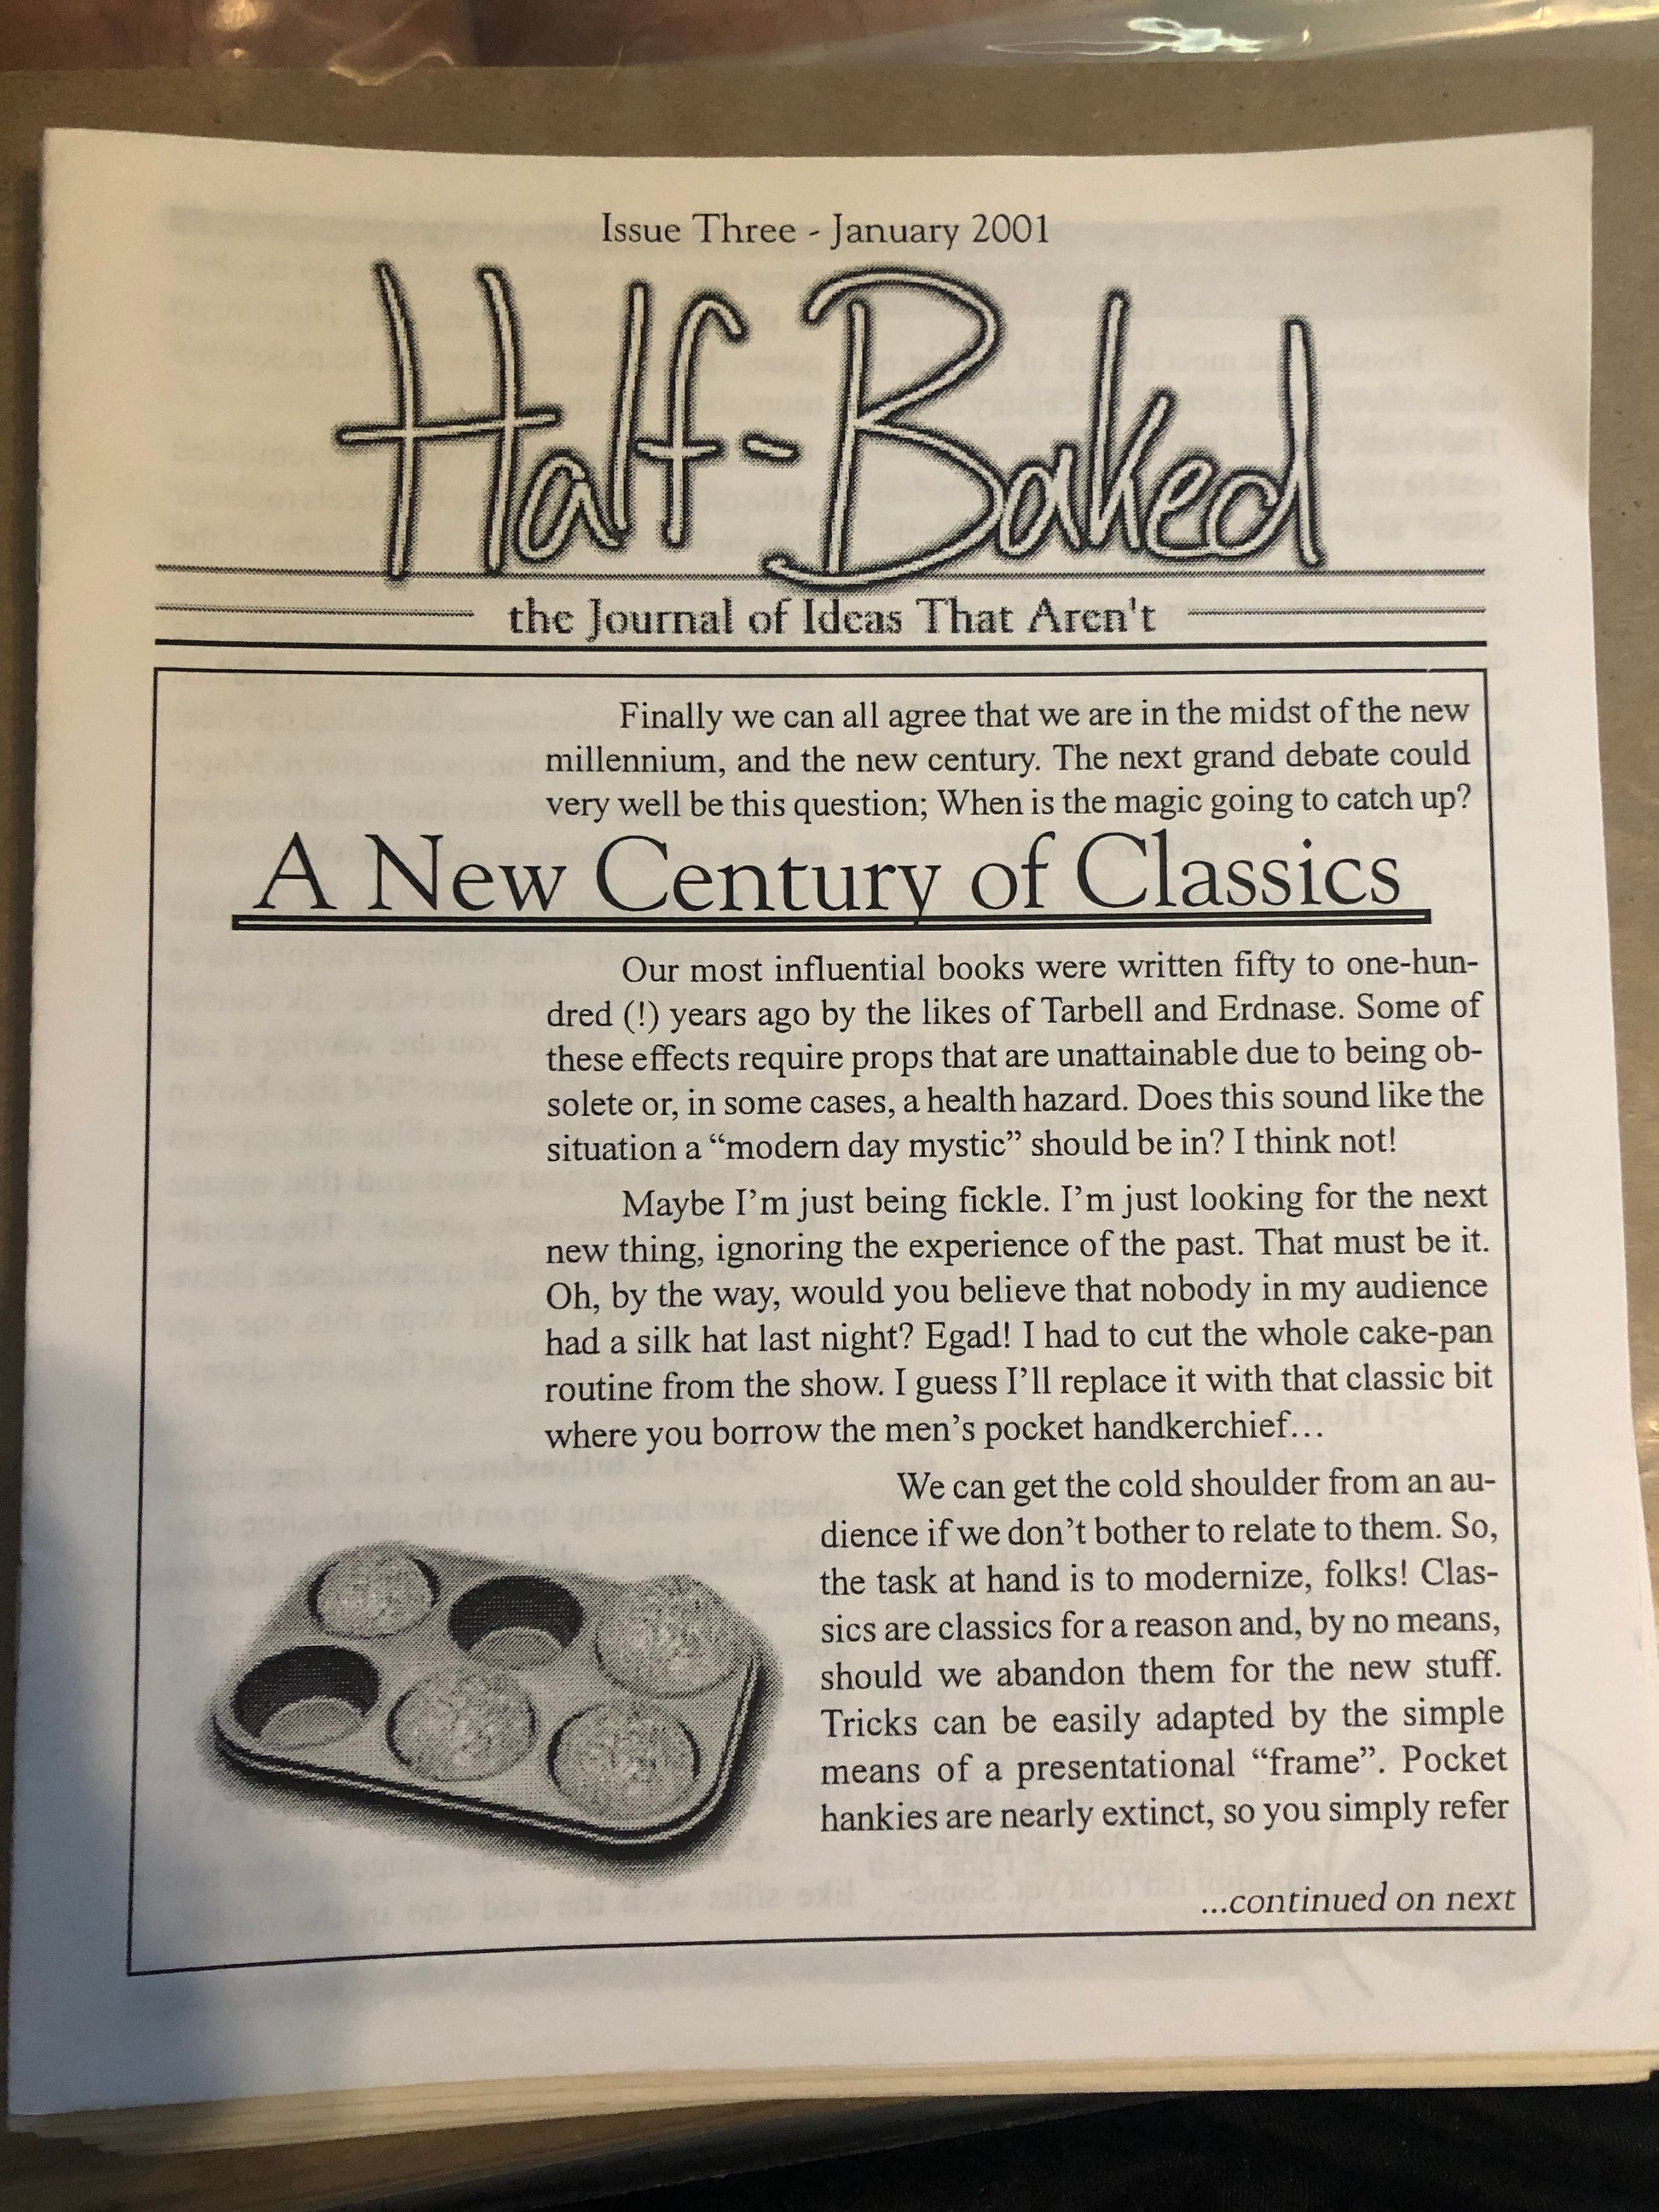 Issue Three - January 2001
Half-Baked
the Journal of Ideas That Aren't
Finally we can all agree that we are in the midst of the new
millennium, and the new century. The next grand debate could
very well be this question; When is the magic going to catch up?
A New Century of Classics
Our most influential books were written fifty to one-hun-
dred (!) years ago by the likes of Tarbell and Erdnase. Some of
these effects require props that are unattainable due to being ob-
solete or, in some cases, a health hazard. Does this sound like the
situation a “modern day mystic” should be in? I think not!
Maybe I’m just being fickle. I’m just looking for the next
new thing, ignoring the experience of the past. That must be it.
Oh, by the way, would you believe that nobody in my audience
had a silk hat last night? Egad! I had to cut the whole cake-pan
routine from the show. I guess I’ll replace it with that classic bit
where you borrow the men’s pocket handkerchief…
We can get the cold shoulder from an au-
dience if we don’t bother to relate to them. So,
the task at hand is to modernize, folks! Clas-
sics are classics for a reason and, by no means,
should we abandon them for the new stuff.
Tricks can be easily adapted by the simple
means of a presentational “frame”. Pocket
hankies are nearly extinct, so you simply refer
...continued on next